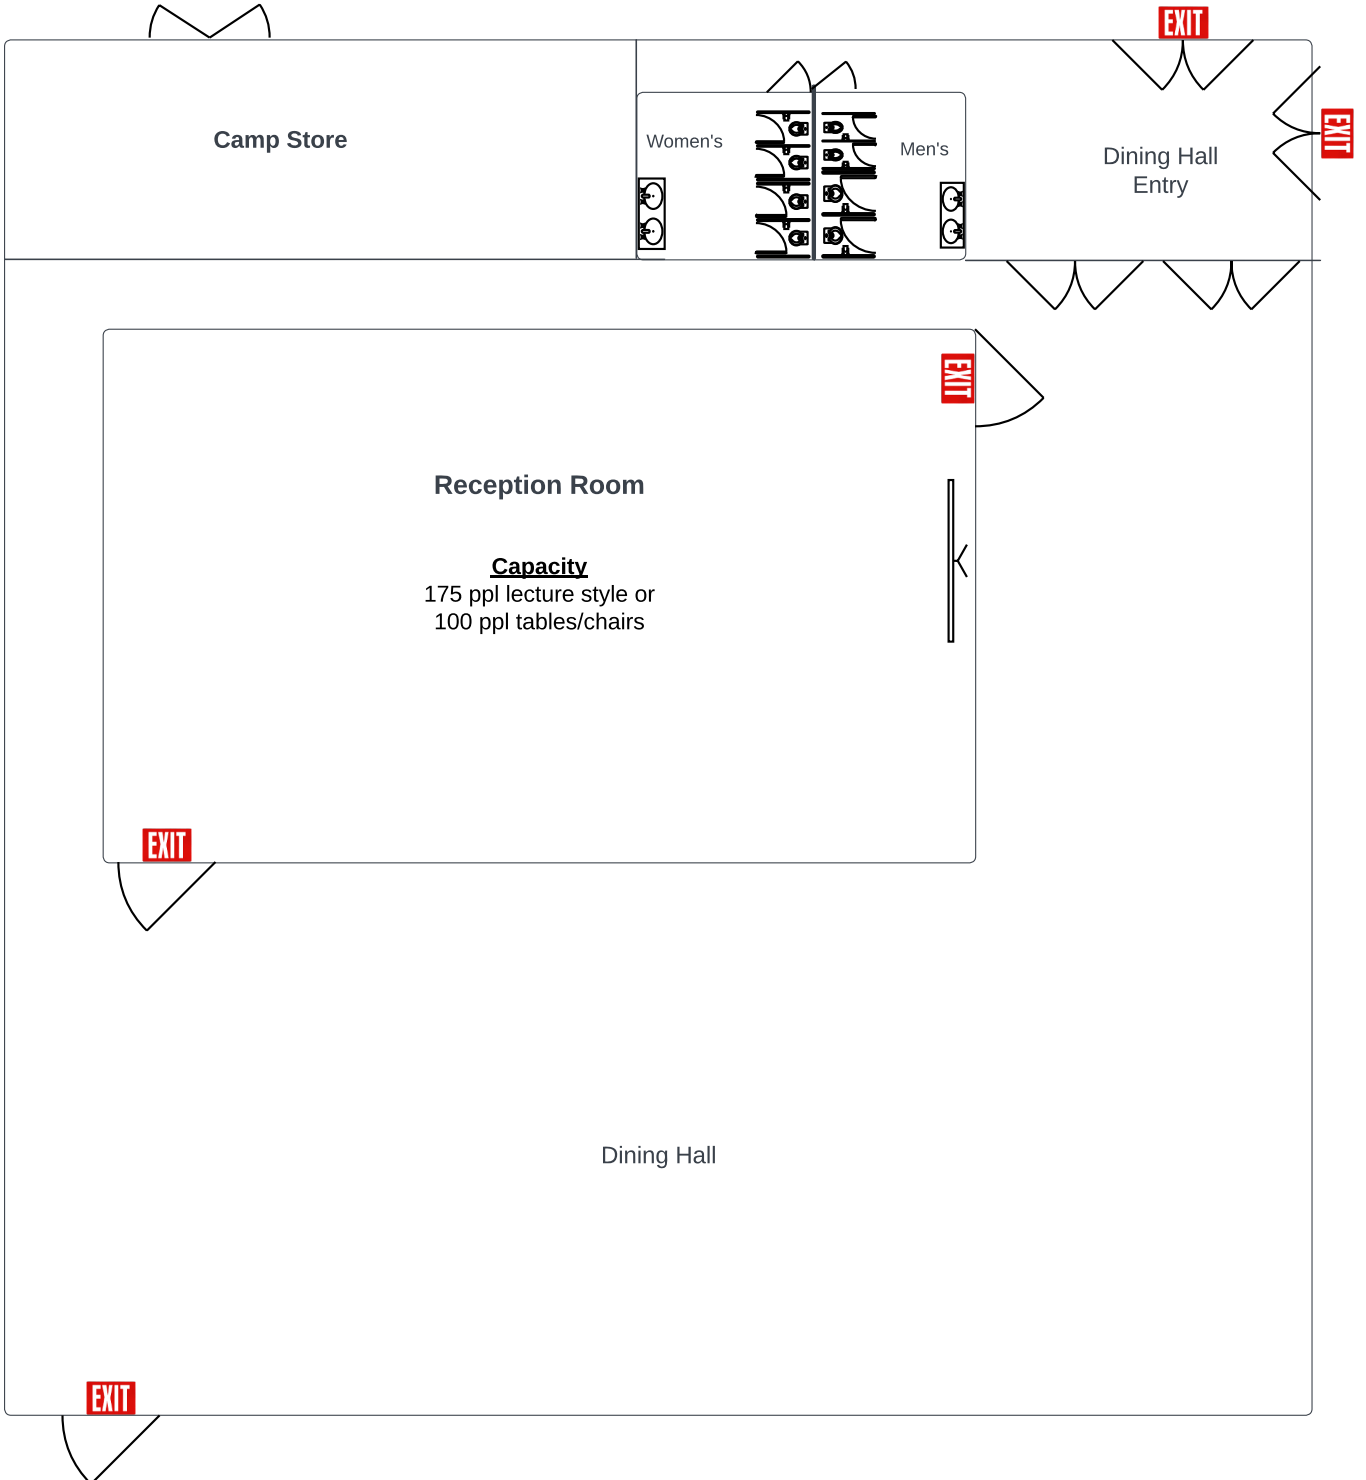 EXIT
EXIT
Camp Store
Women's
Men's
Dining Hall
Entry
EXIT
Reception Room
Capacity
175 ppl lecture style or
100 ppl tables/chairs
EXIT
Dining Hall
EXIT